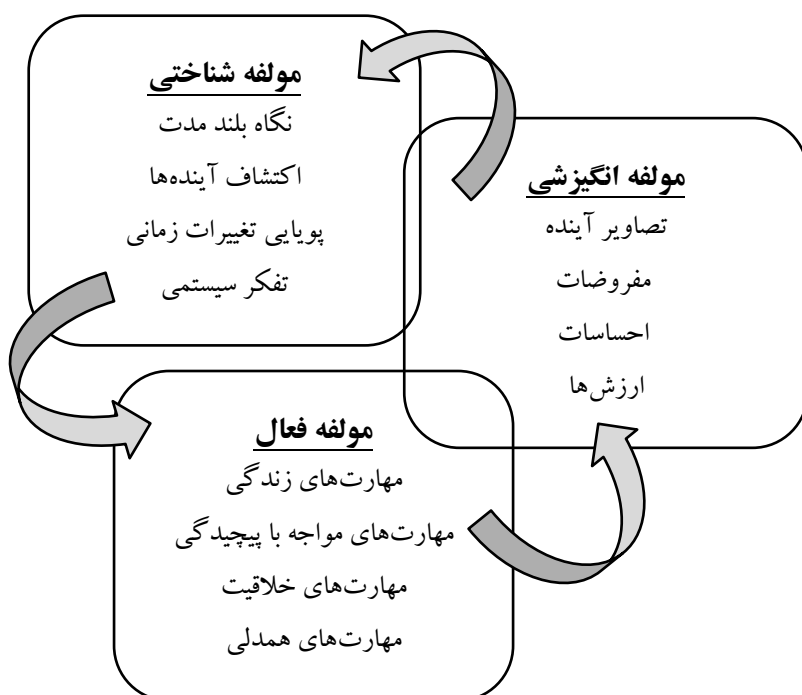 مولفه شناختی
نگاه بلند مدت
اکتشاف آینده‌ها
پویایی تغییرات زمانی
تفکر سیستمی
مولفه انگیزشی
تصاویر آینده
مفروضات
احساسات
ارزش‌ها
مولفه فعال
مهارت‌های زندگی
مهارت‌های مواجه با پیچیدگی
مهارت‌های خلاقیت
مهارت‌های همدلی